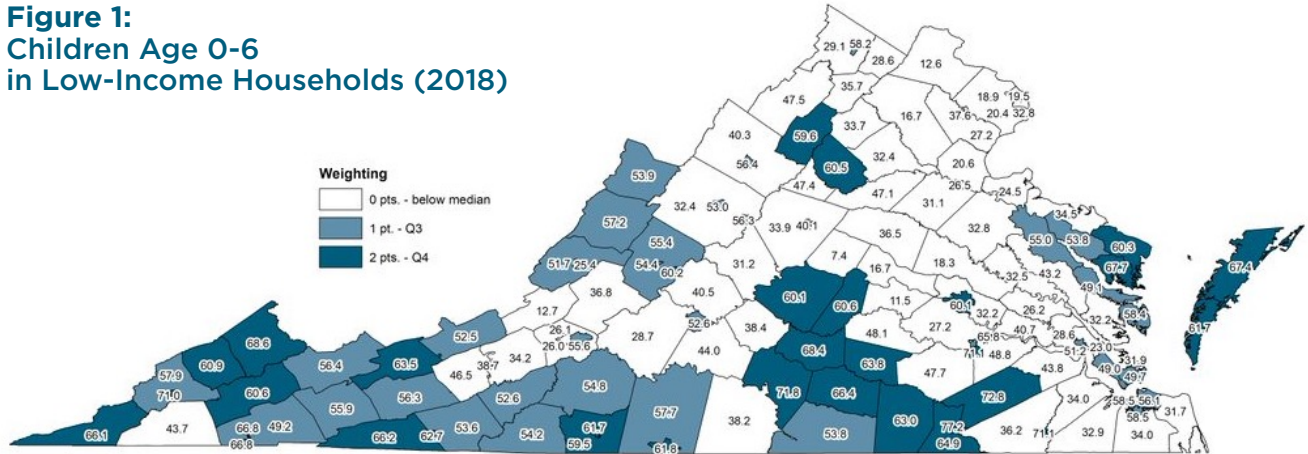 Figure 1:
Children Age 0-6
in Low-Income Households (2018)
Weighting
0 pts. - below median
1 pt. - Q3
2 pts. - Q4
29.1 58.2
28.6 12.6
47.5 35.7 18.9 19.5
16.7 37.6 20.4 32.8
40.3 59.6 33.7 27.2
56.4 60.5 32.4 20.6
53.9 47.4 47.1 26.5 24.5
32.4 53.0 31.1
57.2 56.3 33.9 40.1 34.5
55.4 36.5 32.8 55.0 53.8 60.3
51.7 25.4 54.4 60.2 31.2 7.4 16.7 18.3 32.5 43.2 67.7 67.4
36.8 40.5 60.1 60.6 11.5 60.1 49.1
12.7 26.2 32.2 58.4 61.7
68.6 52.5 26.1 52.6 38.4 27.2 32.2
60.9 56.4 63.5 34.2 26.0 55.6 28.7 44.0 48.1 65.8 40.7 28.6 23.0
57.9 46.5 38.7 68.4 63.8 71.1 48.8 51.2 31.9
71.0 60.6 47.7 43.8 49.0 49.7
55.9 56.3 52.6 54.8 71.8 66.4 72.8 34.0 58.5 56.1
66.1 43.7 66.8 49.2 57.7 38.2 63.0 58.5 31.7
66.8 66.2 62.7 53.6 54.2 61.7 53.8 77.2 36.2 71.1 32.9 34.0
59.5 61.8 64.9